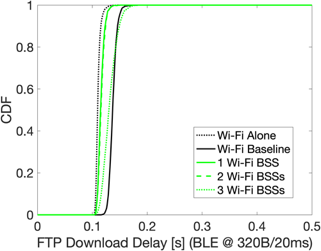 1
0.8
0.6
0.4
0.2
0
CDF
Wi-Fi Alone
Wi-Fi Baseline
1 Wi-Fi BSS
2 Wi-Fi BSSs
3 Wi-Fi BSSs
0 0.1 0.2 0.3 0.4 0.5
FTP Download Delay [s] (BLE @ 320B/20ms)